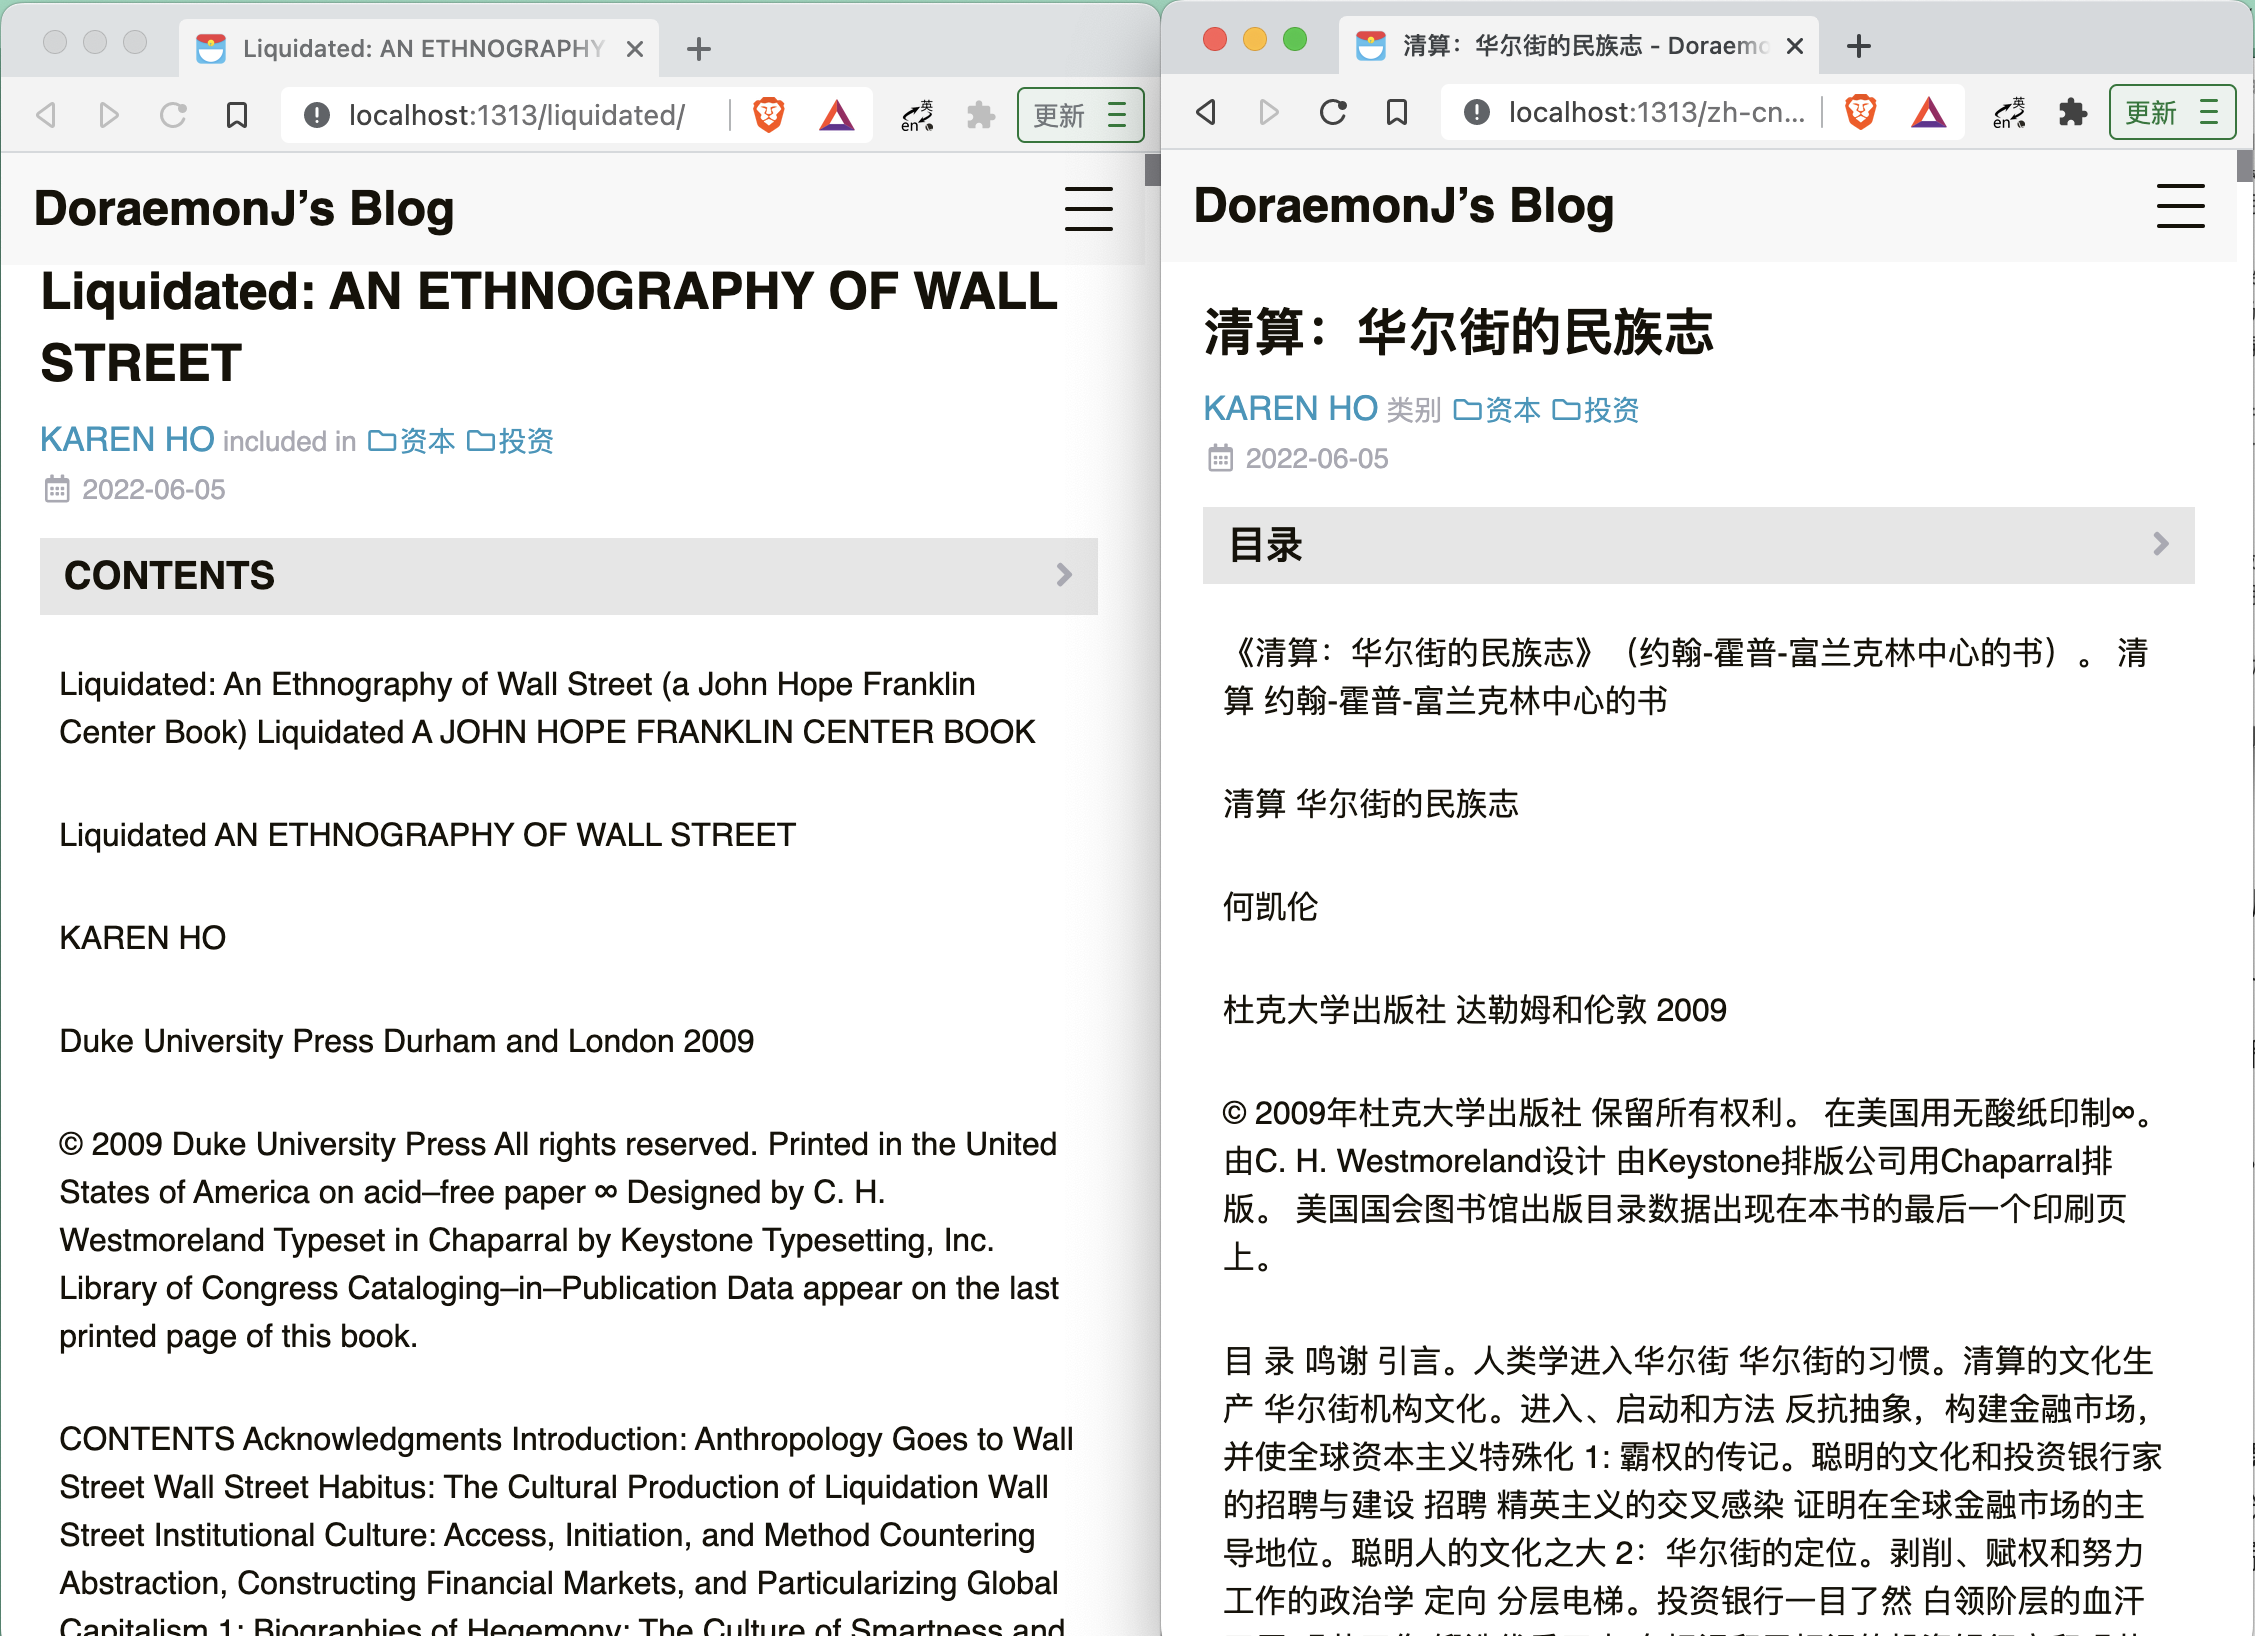 Liquidated: AN ETHNOGRAPHY
localhost:1313/liquidated/
英
en
更新
DoraemonJ’s Blog
Liquidated: AN ETHNOGRAPHY OF WALL
STREET
KAREN HO included in 资本 投资
2022-06-05
CONTENTS
Liquidated: An Ethnography of Wall Street (a John Hope Franklin
Center Book) Liquidated A JOHN HOPE FRANKLIN CENTER BOOK
Liquidated AN ETHNOGRAPHY OF WALL STREET
KAREN HO
Duke University Press Durham and London 2009
© 2009 Duke University Press All rights reserved. Printed in the United
States of America on acid–free paper ∞ Designed by C. H.
Westmoreland Typeset in Chaparral by Keystone Typesetting, Inc.
Library of Congress Cataloging–in–Publication Data appear on the last
printed page of this book.
CONTENTS Acknowledgments Introduction: Anthropology Goes to Wall
Street Wall Street Habitus: The Cultural Production of Liquidation Wall
Street Institutional Culture: Access, Initiation, and Method Countering
Abstraction, Constructing Financial Markets, and Particularizing Global
Capitalism 1: Biographies of Hegemony: The Culture of Smartness and
清算：华尔街的民族志 - Doraemo
localhost:1313/zh-cn...
英
en
更新
DoraemonJ’s Blog
清算：华尔街的民族志
KAREN HO 类别 资本 投资
2022-06-05
目录
《清算：华尔街的民族志》（约翰-霍普-富兰克林中心的书）。 清
算 约翰-霍普-富兰克林中心的书
清算 华尔街的民族志
何凯伦
杜克大学出版社 达勒姆和伦敦 2009
© 2009年杜克大学出版社 保留所有权利。 在美国用无酸纸印制∞。
由C. H. Westmoreland设计 由Keystone排版公司用Chaparral排
版。 美国国会图书馆出版目录数据出现在本书的最后一个印刷页
上。
目 录 鸣谢 引言。人类学进入华尔街 华尔街的习惯。清算的文化生
产 华尔街机构文化。进入、启动和方法 反抗抽象，构建金融市场，
并使全球资本主义特殊化 1: 霸权的传记。聪明的文化和投资银行家
的招聘与建设 招聘 精英主义的交叉感染 证明在全球金融市场的主
导地位。聪明人的文化之大 2：华尔街的定位。剥削、赋权和努力
工作的政治学 定向 分层电梯。投资银行一目了然 白领阶层的血汗